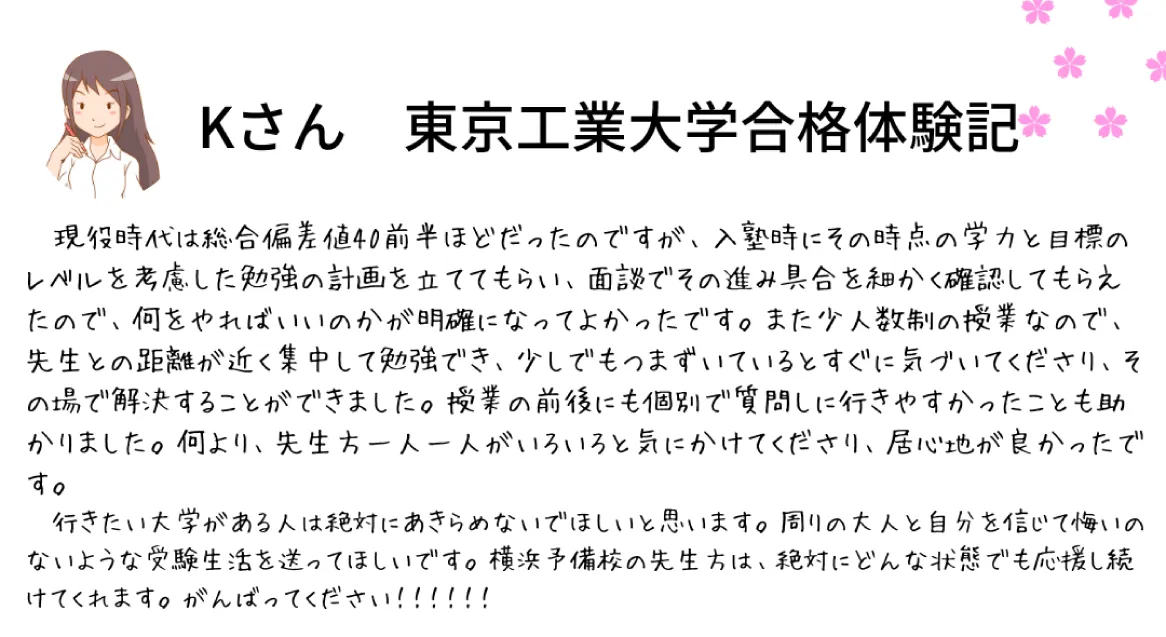 Kさん　東京工業大学合格体験記
　現役時代は総合偏差値40前半ほどだったのですが、入塾時にその時点の学力と目標の
レベルを考慮した勉強の計画を立ててもらい、面談でその進み具合を細かく確認してもらえ
たので、何をやればいいのかが明確になってよかったです。また少人数制の授業なので、
先生との距離が近く集中して勉強でき、少しでもつまずいているとすぐに気づいてくださり、そ
の場で解決することができました。授業の前後にも個別で質問しに行きやすかったことも助
かりました。何より、先生方一人一人がいろいろと気にかけてくださり、居心地が良かったで
す。
　行きたい大学がある人は絶対にあきらめないでほしいと思います。周りの大人と自分を信じて悔いの
ないような受験生活を送ってほしいです。横浜予備校の先生方は、絶対にどんな状態でも応援し続
けてくれます。がんばってください！！！！！！